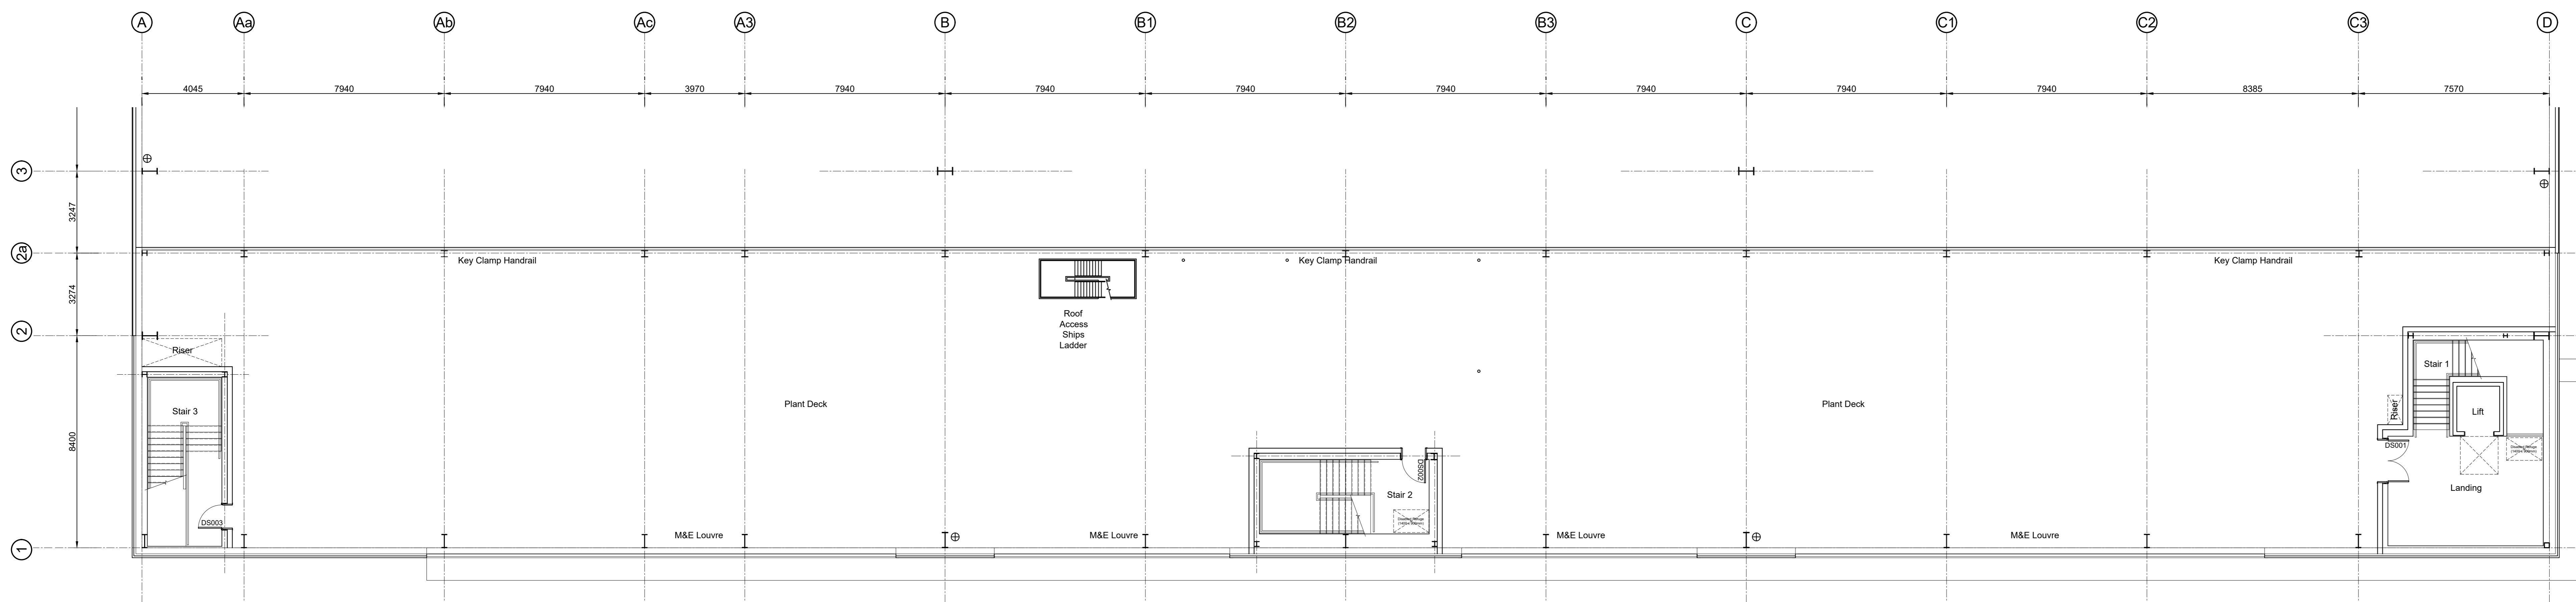 A Aa Ab Ac A3 B B1 B2 B3 C C1 C2 C3 D
4045 7940 7940 3970 7940 7940 7940 7940 7940 7940 7940 8385 7570
3
3247
2a
Key Clamp Handrail Key Clamp Handrail Key Clamp Handrail
3274
Roof
Access
Ships
Ladder
2
Riser
Stair 1
Stair 3
Plant Deck Plant Deck
Riser
Lift
8400
DS001
DS002
Stair 2
Landing
DS003
M&E Louvre M&E Louvre M&E Louvre M&E Louvre
1